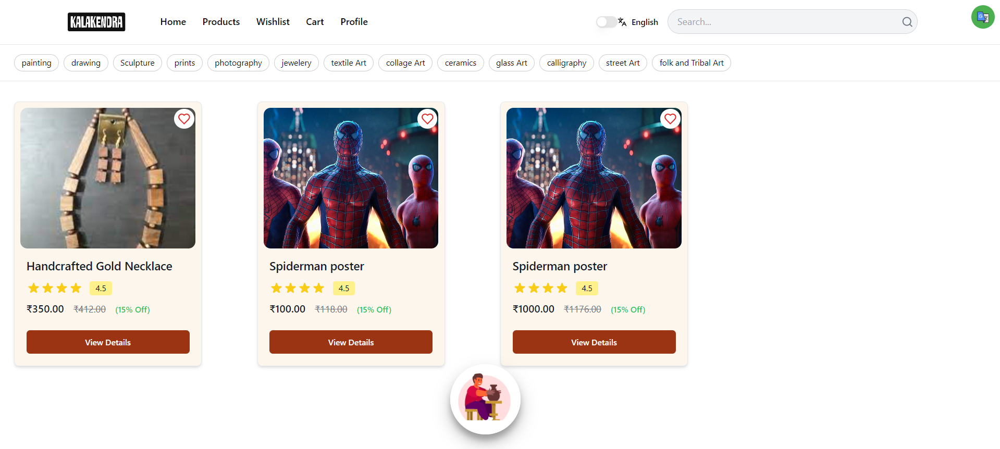 KALAKENDRA Home Products Wishlist Cart Profile English Search...
painting drawing Sculpture prints photography jewelery textile Art collage Art ceramics glass Art calligraphy street Art folk and Tribal Art
Handcrafted Gold Necklace
4.5
₹350.00 ₹412.00 (15% Off)
View Details
Spiderman poster
4.5
₹100.00 ₹118.00 (15% Off)
View Details
Spiderman poster
4.5
₹1000.00 ₹1176.00 (15% Off)
View Details